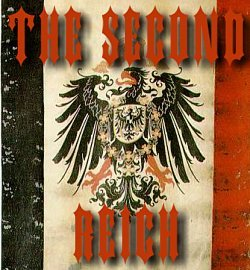 THE SECOND
REICH